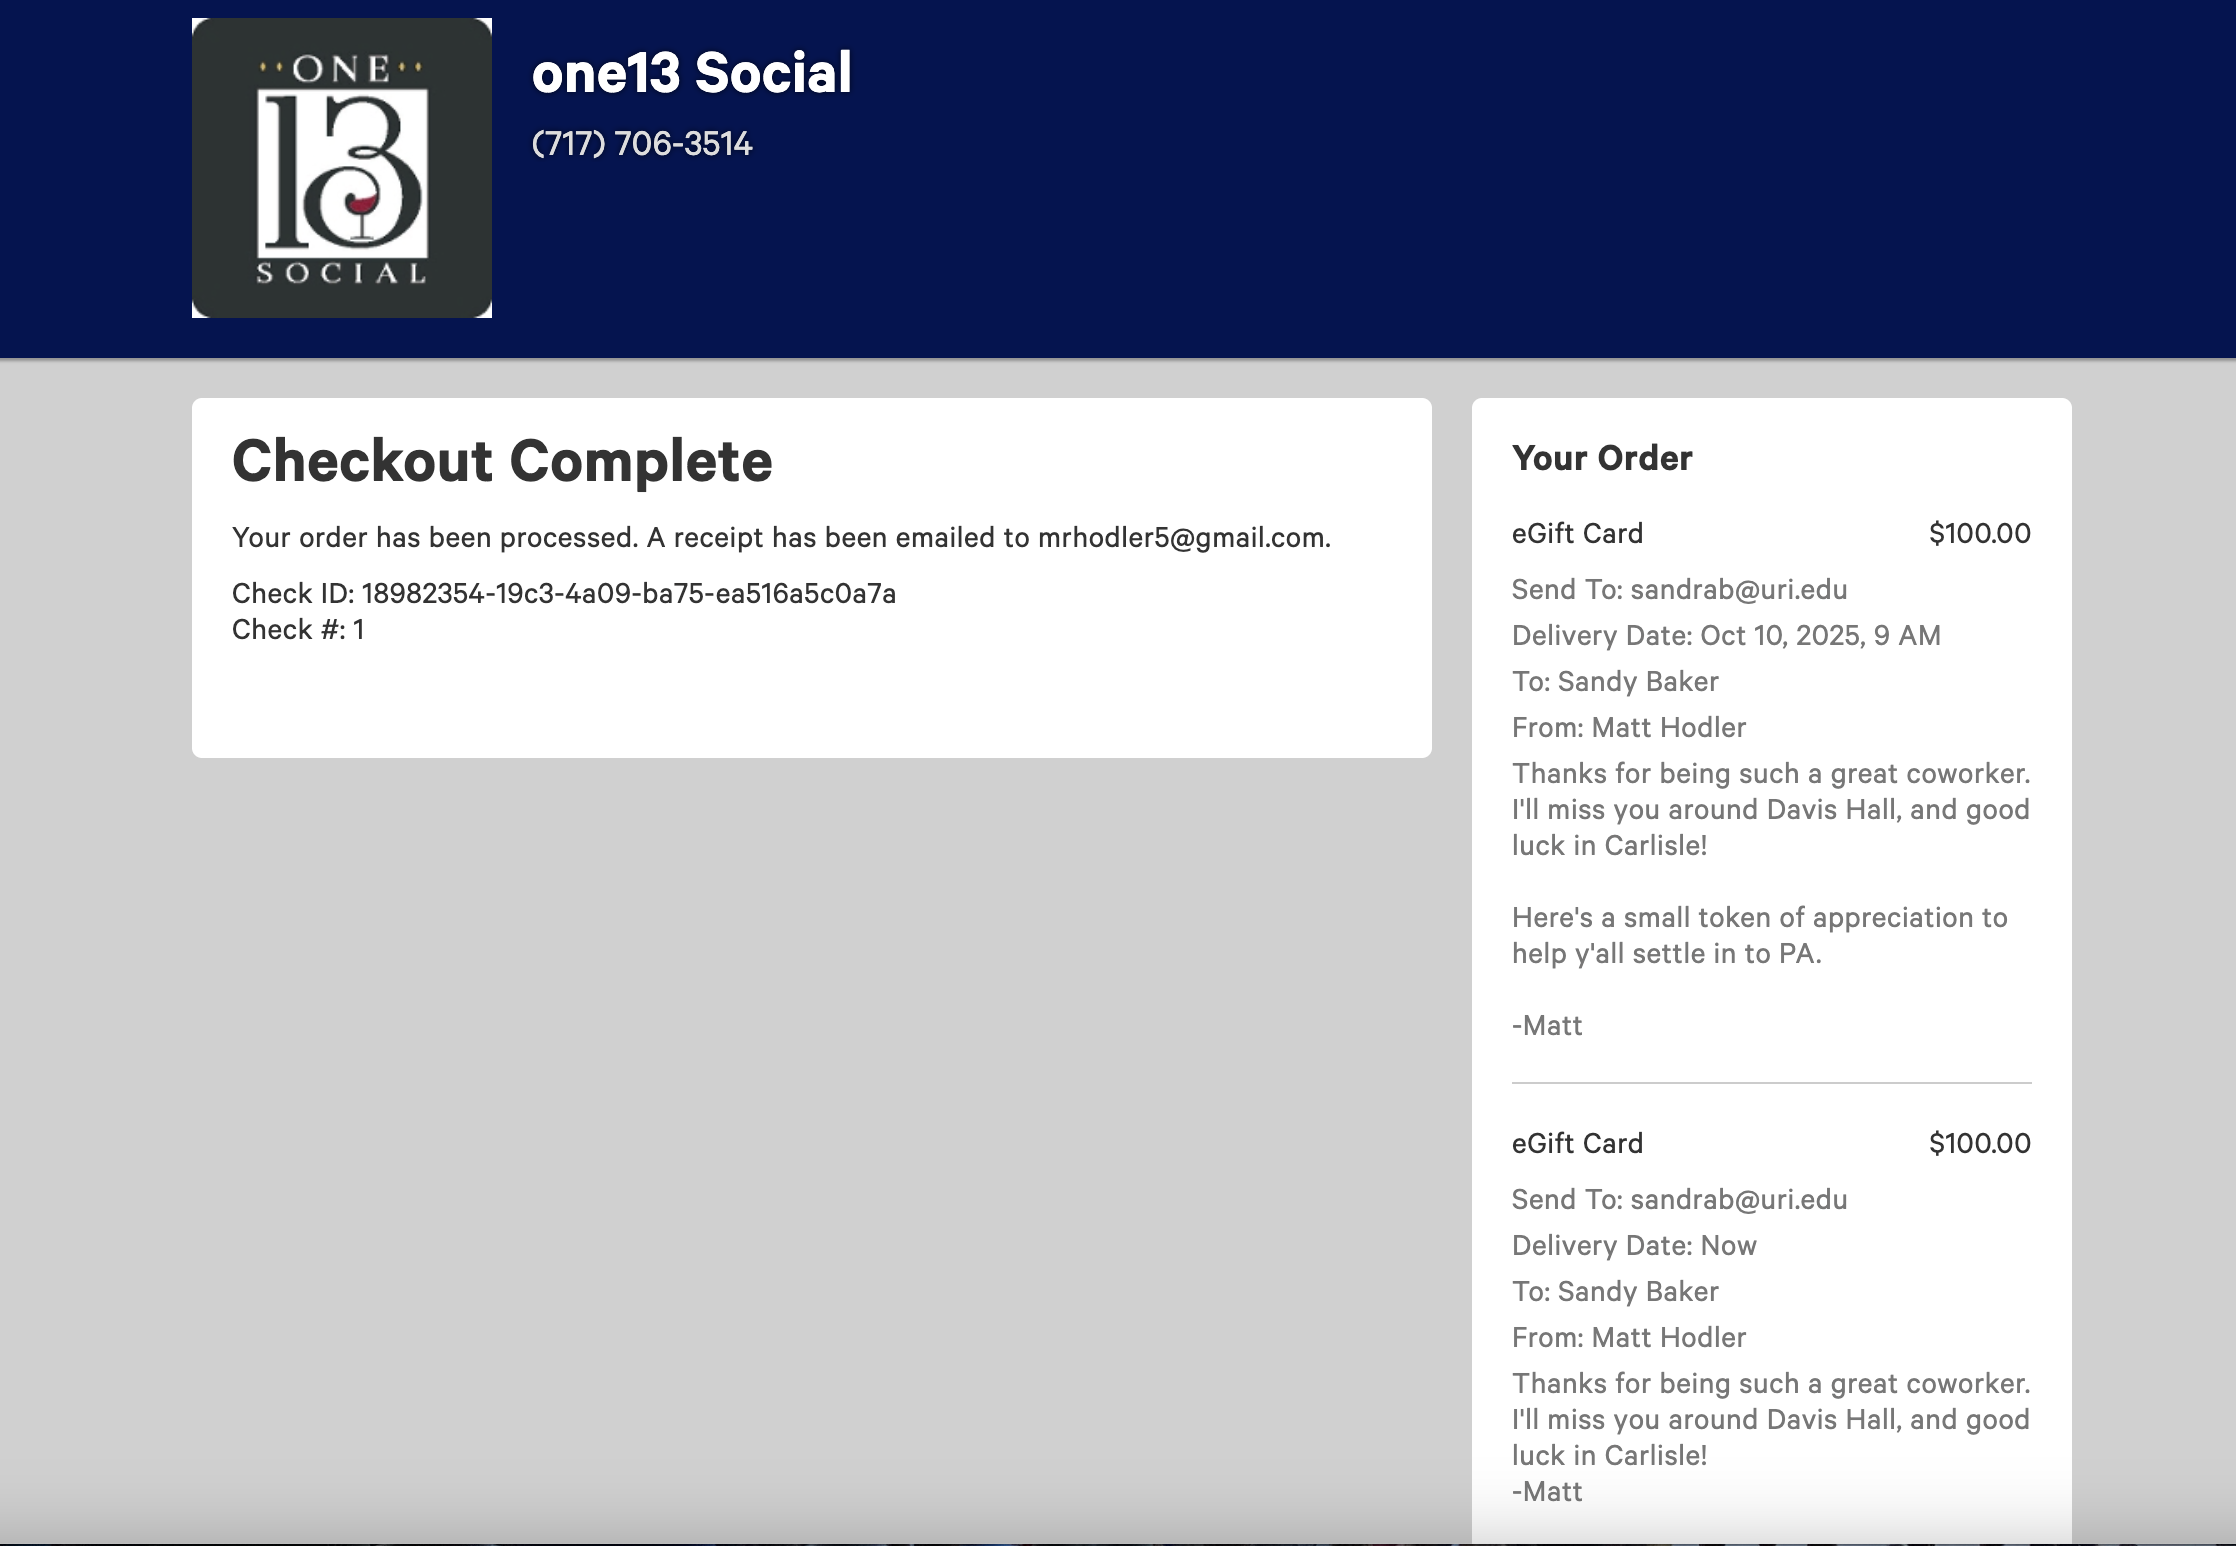 ONE
13
SOCIAL
one13 Social
(717) 706-3514
Checkout Complete
Your order has been processed. A receipt has been emailed to mrhodler5@gmail.com.
Check ID: 18982354-19c3-4a09-ba75-ea516a5c0a7a
Check #: 1
Your Order
eGift Card $100.00
Send To: sandrab@uri.edu
Delivery Date: Oct 10, 2025, 9 AM
To: Sandy Baker
From: Matt Hodler
Thanks for being such a great coworker.
I'll miss you around Davis Hall, and good
luck in Carlisle!
Here's a small token of appreciation to
help y'all settle in to PA.
-Matt
eGift Card $100.00
Send To: sandrab@uri.edu
Delivery Date: Now
To: Sandy Baker
From: Matt Hodler
Thanks for being such a great coworker.
I'll miss you around Davis Hall, and good
luck in Carlisle!
-Matt